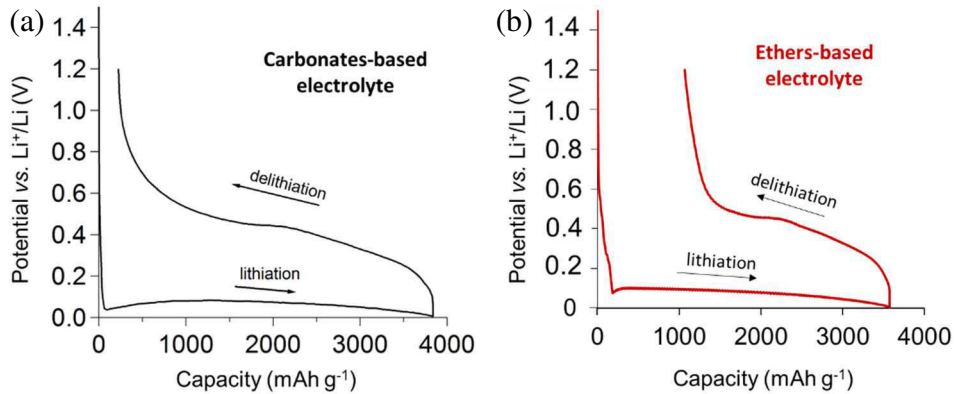 (a)
Carbonates-based
electrolyte
Potential vs. Li⁺/Li (V)
1.4
1.2
1.0
0.8
0.6
0.4
0.2
0.0
delithiation
lithiation
0 1000 2000 3000 4000
Capacity (mAh g⁻¹)
(b)
Ethers-based
electrolyte
Potential vs. Li⁺/Li (V)
1.4
1.2
1.0
0.8
0.6
0.4
0.2
0
delithiation
lithiation
0 1000 2000 3000 4000
Capacity (mAh g⁻¹)